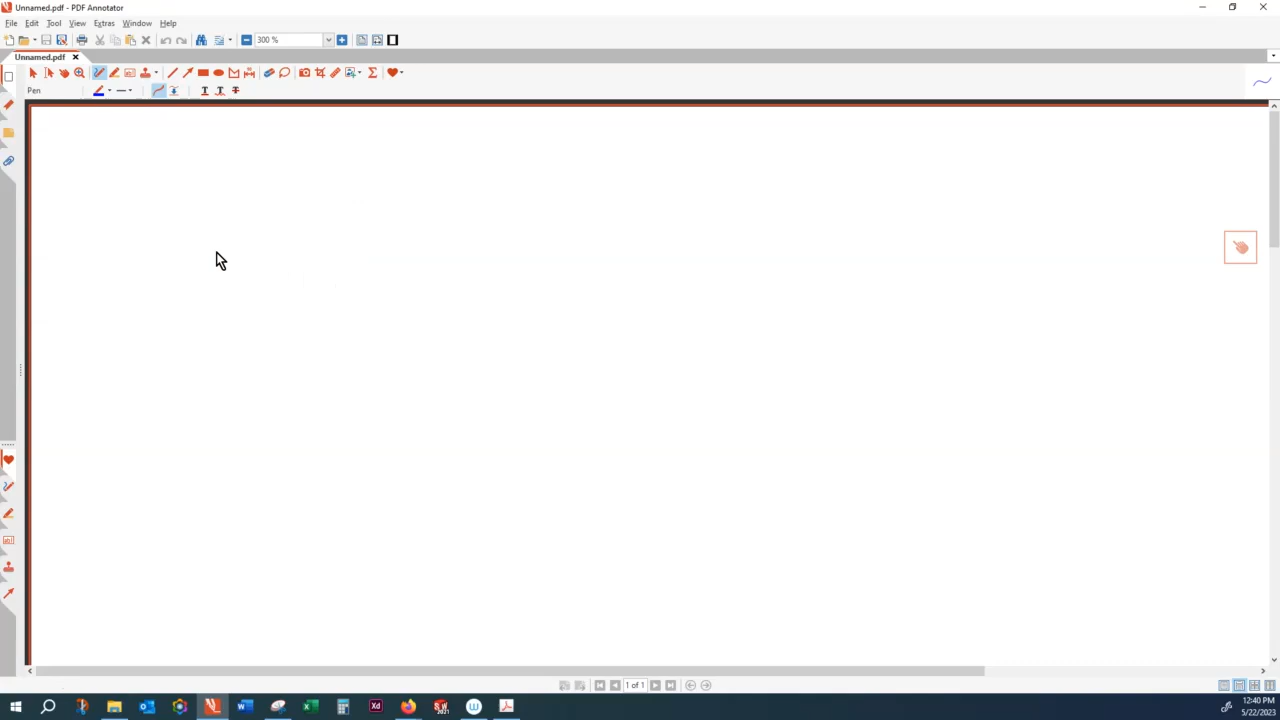 Unnamed.pdf - PDF Annotator
File Edit Tool View Extras Window Help
300 %
Unnamed.pdf
Pen
1 of 1
12:40 PM
5/22/2023